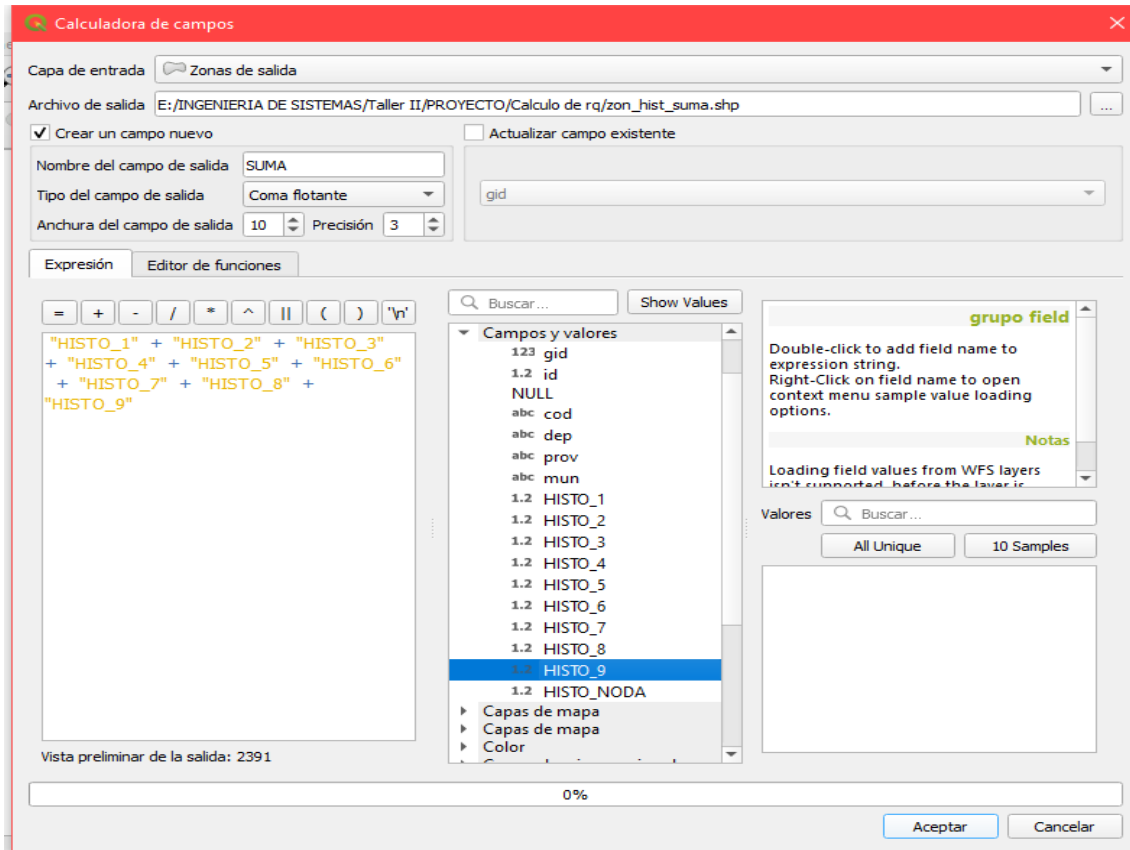 Calculadora de campos
Capa de entrada Zonas de salida
Archivo de salida E:/INGENIERIA DE SISTEMAS/Taller II/PROYECTO/Calculo de rq/zon_hist_suma.shp ...
Crear un campo nuevo
Actualizar campo existente
Nombre del campo de salida SUMA
Tipo del campo de salida Coma flotante
Anchura del campo de salida 10 Precisión 3
gid
Expresión Editor de funciones
= + - / * ^ || ( ) '\n'
"HISTO_1" + "HISTO_2" + "HISTO_3"
+ "HISTO_4" + "HISTO_5" + "HISTO_6"
+ "HISTO_7" + "HISTO_8" +
"HISTO_9"
Vista preliminar de la salida: 2391
Buscar... Show Values
Campos y valores
123 gid
1.2 id
NULL
abc cod
abc dep
abc prov
abc mun
1.2 HISTO_1
1.2 HISTO_2
1.2 HISTO_3
1.2 HISTO_4
1.2 HISTO_5
1.2 HISTO_6
1.2 HISTO_7
1.2 HISTO_8
1.2 HISTO_9
1.2 HISTO_NODA
Capas de mapa
Capas de mapa
Color
grupo field
Double-click to add field name to
expression string.
Right-Click on field name to open
context menu sample value loading
options.
Notas
Loading field values from WFS layers
isn't supported, before the layer is
Valores Buscar...
All Unique 10 Samples
0%
Aceptar Cancelar